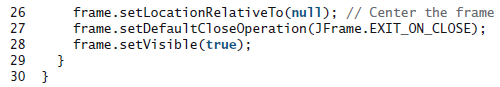 26 frame.setLocationRelativeTo(null); // Center the frame
27 frame.setDefaultCloseOperation(JFrame.EXIT_ON_CLOSE);
28 frame.setVisible(true);
29 }
30 }